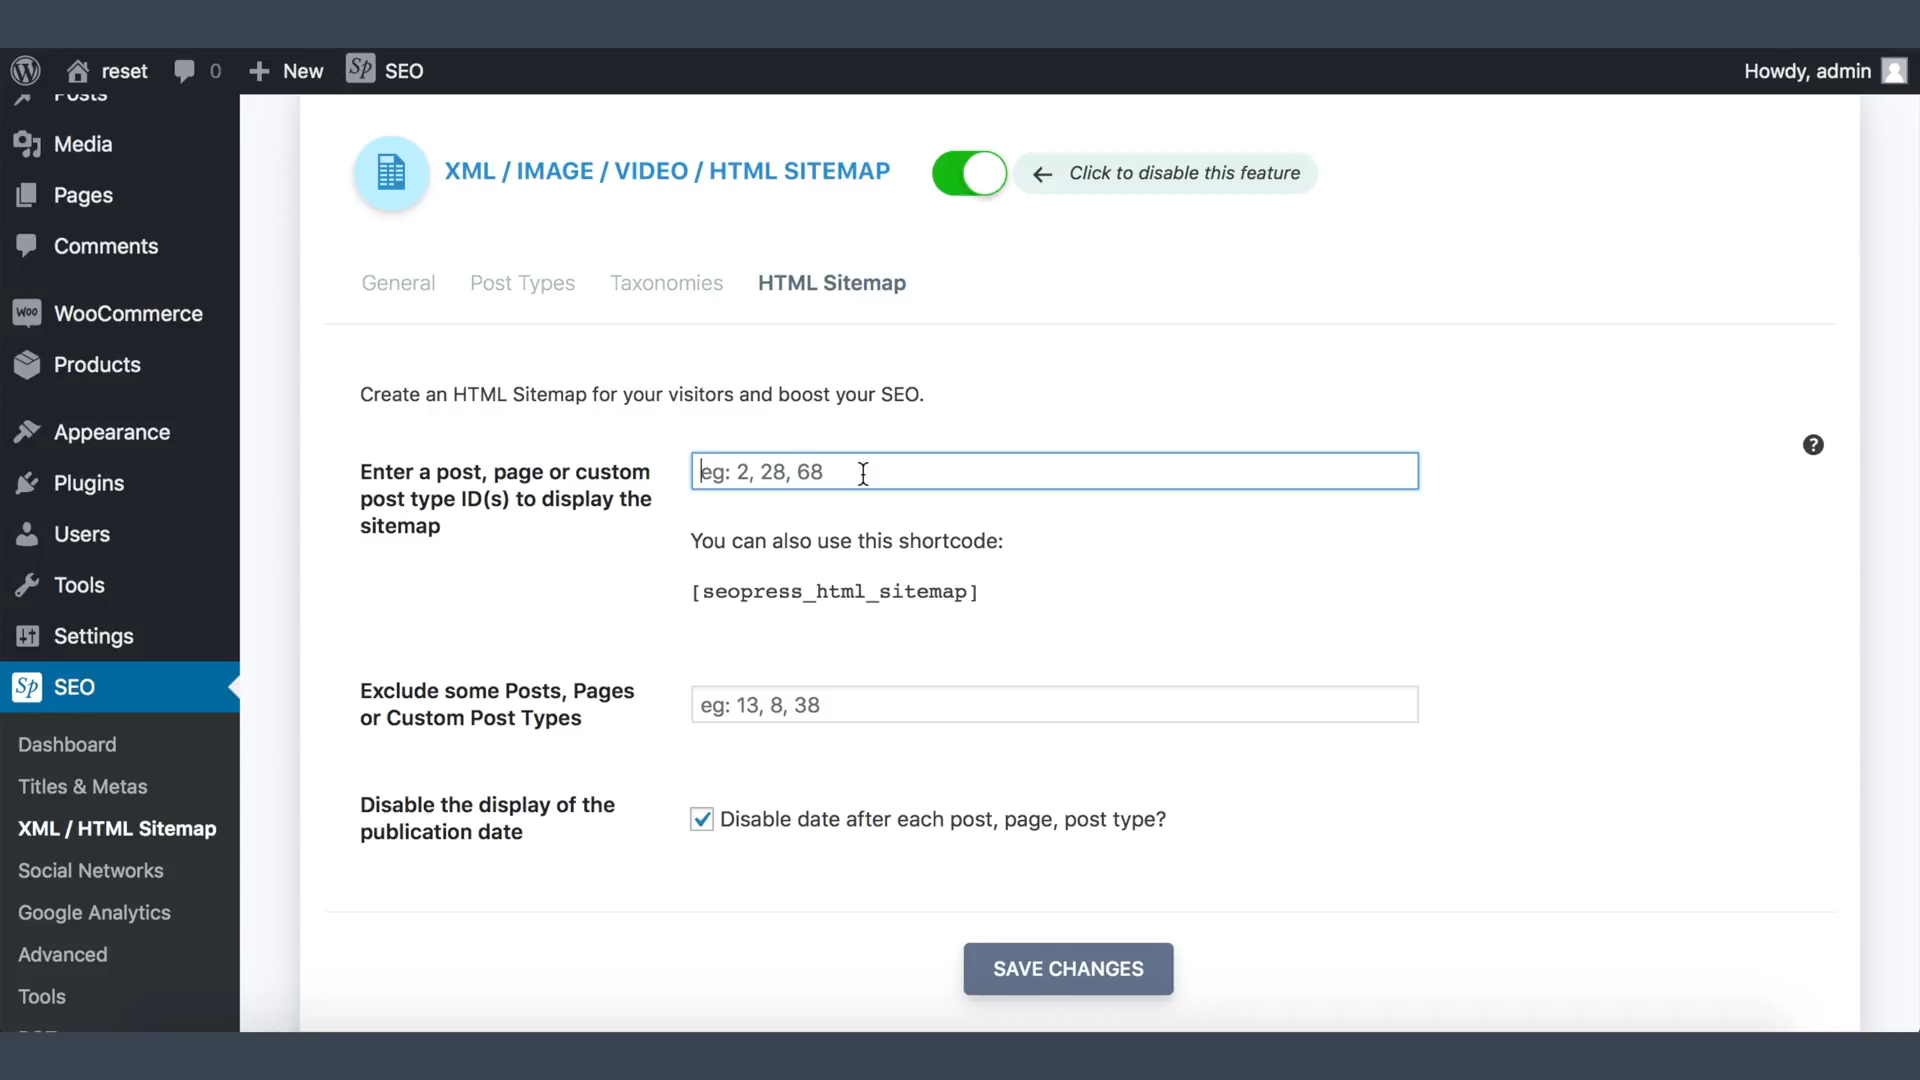 reset
0
New
Sp
SEO
Howdy, admin
Posts
Media
Pages
Comments
Woo
WooCommerce
Products
Appearance
Plugins
Users
Tools
Settings
Sp
SEO
Dashboard
Titles & Metas
XML / HTML Sitemap
Social Networks
Google Analytics
Advanced
Tools
XML / IMAGE / VIDEO / HTML SITEMAP
← Click to disable this feature
General
Post Types
Taxonomies
HTML Sitemap
Create an HTML Sitemap for your visitors and boost your SEO.
?
Enter a post, page or custom
post type ID(s) to display the
sitemap
eg: 2, 28, 68
You can also use this shortcode:
[seopress_html_sitemap]
Exclude some Posts, Pages
or Custom Post Types
eg: 13, 8, 38
Disable the display of the
publication date
Disable date after each post, page, post type?
SAVE CHANGES